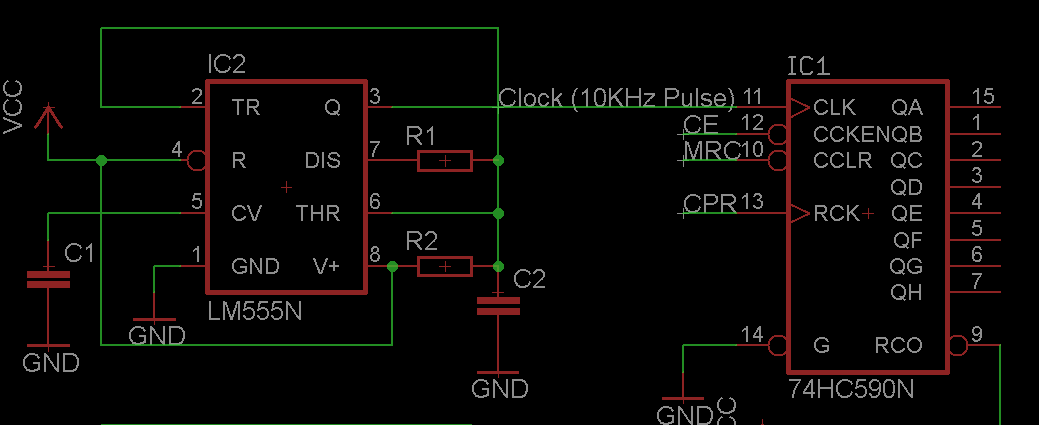 VCC
IC2
2 TR Q 3
4 R DIS 7
5 CV THR 6
1 GND V+ 8
LM555N
R1
R2
C1
C2
GND
GND
GND
Clock (10KHz Pulse)
CE
MRC
CPR
IC1
11 CLK QA 15
12 CCKEN QB 1
10 CCLR QC 2
QD 3
13 RCK QE 4
QF 5
QG 6
QH 7
14 G RCO 9
74HC590N
GND